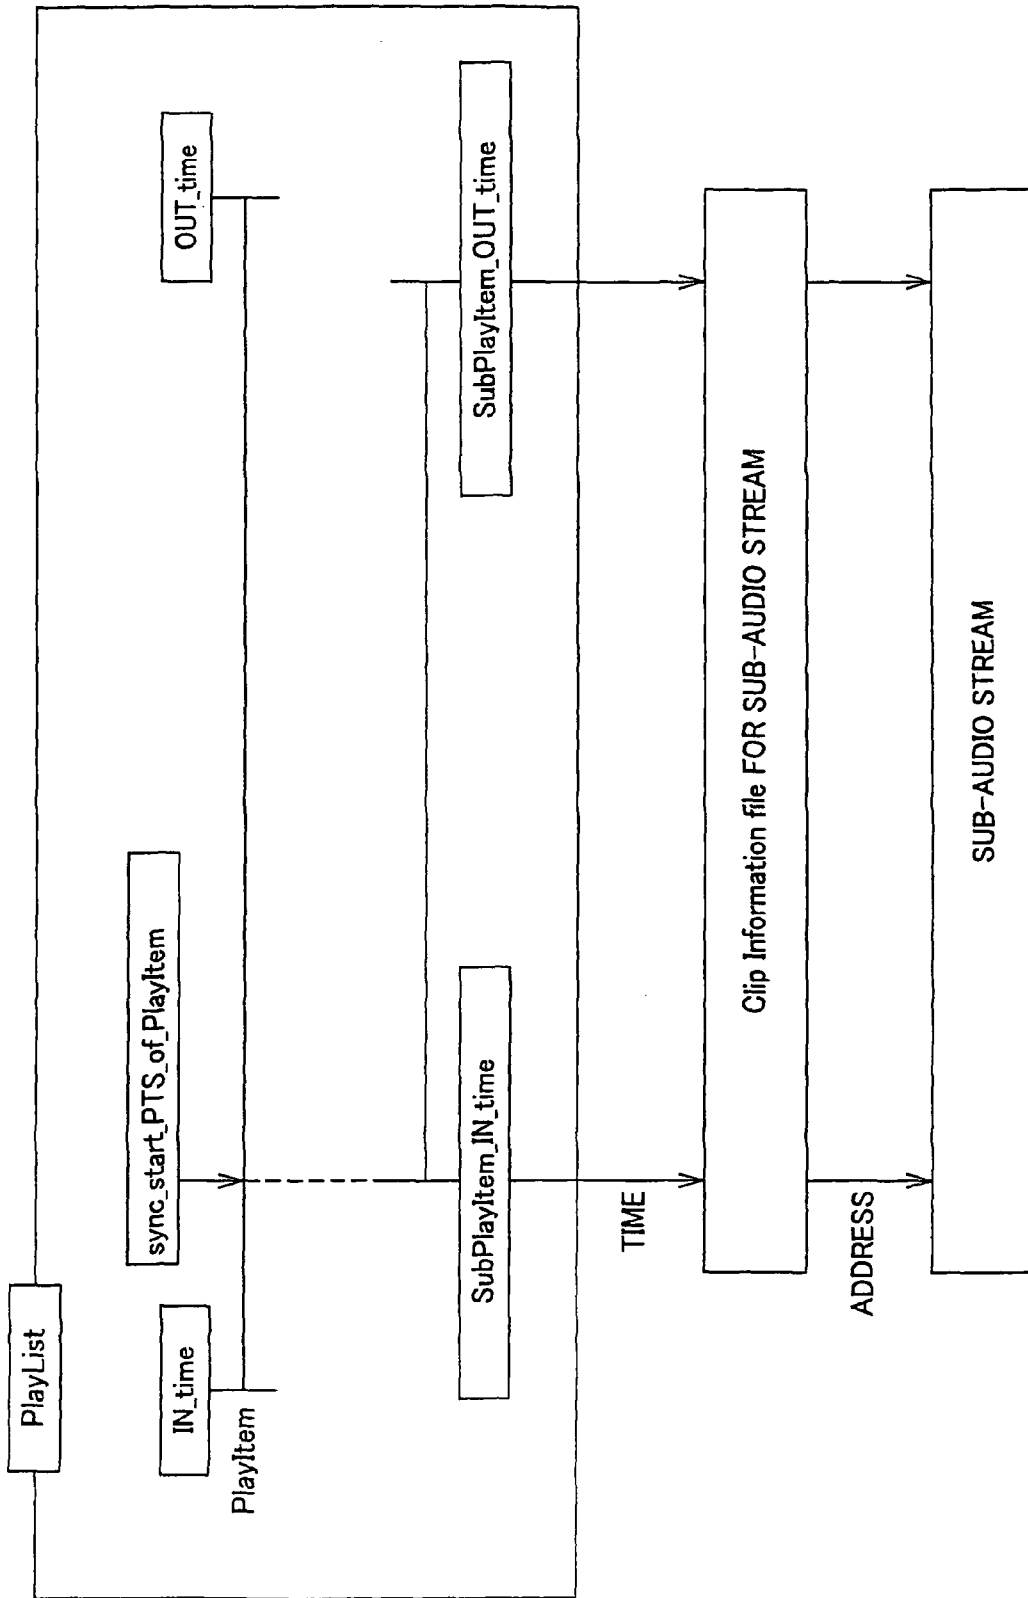 PlayList
IN_time
sync_start_PTS_of_PlayItem
OUT_time
PlayItem
SubPlayItem_IN_time
SubPlayItem_OUT_time
TIME
Clip Information file FOR SUB-AUDIO STREAM
ADDRESS
SUB-AUDIO STREAM